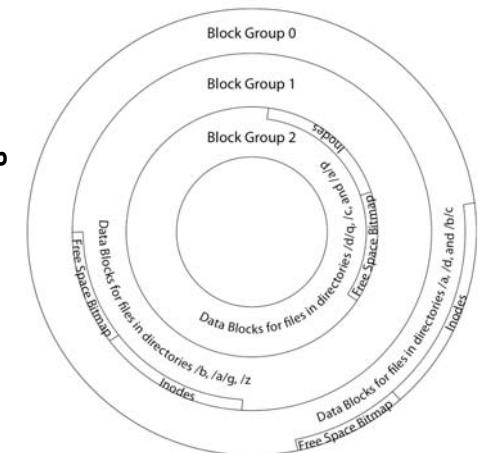 Block Group 0
Block Group 1
Block Group 2
Inodes
Free Space Bitmap
Data Blocks for files in directories /d/q, /c, and /a/p
Free Space Bitmap
Inodes
Data Blocks for files in directories /b, /a/g, /z
Data Blocks for files in directories /a, /d, and /b/c
Inodes
Free Space Bitmap